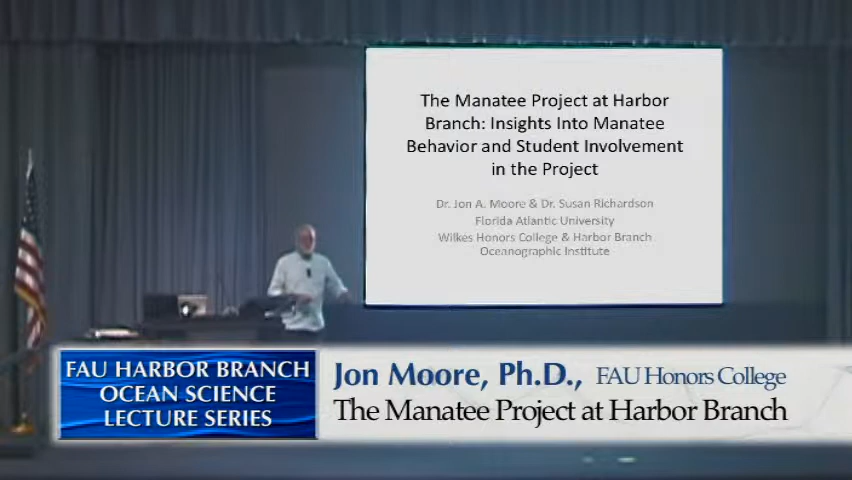 The Manatee Project at Harbor
Branch: Insights Into Manatee
Behavior and Student Involvement
in the Project
Dr. Jon A. Moore & Dr. Susan Richardson
Florida Atlantic University
Wilkes Honors College & Harbor Branch
Oceanographic Institute
FAU HARBOR BRANCH
OCEAN SCIENCE
LECTURE SERIES
Jon Moore, Ph.D., FAU Honors College
The Manatee Project at Harbor Branch